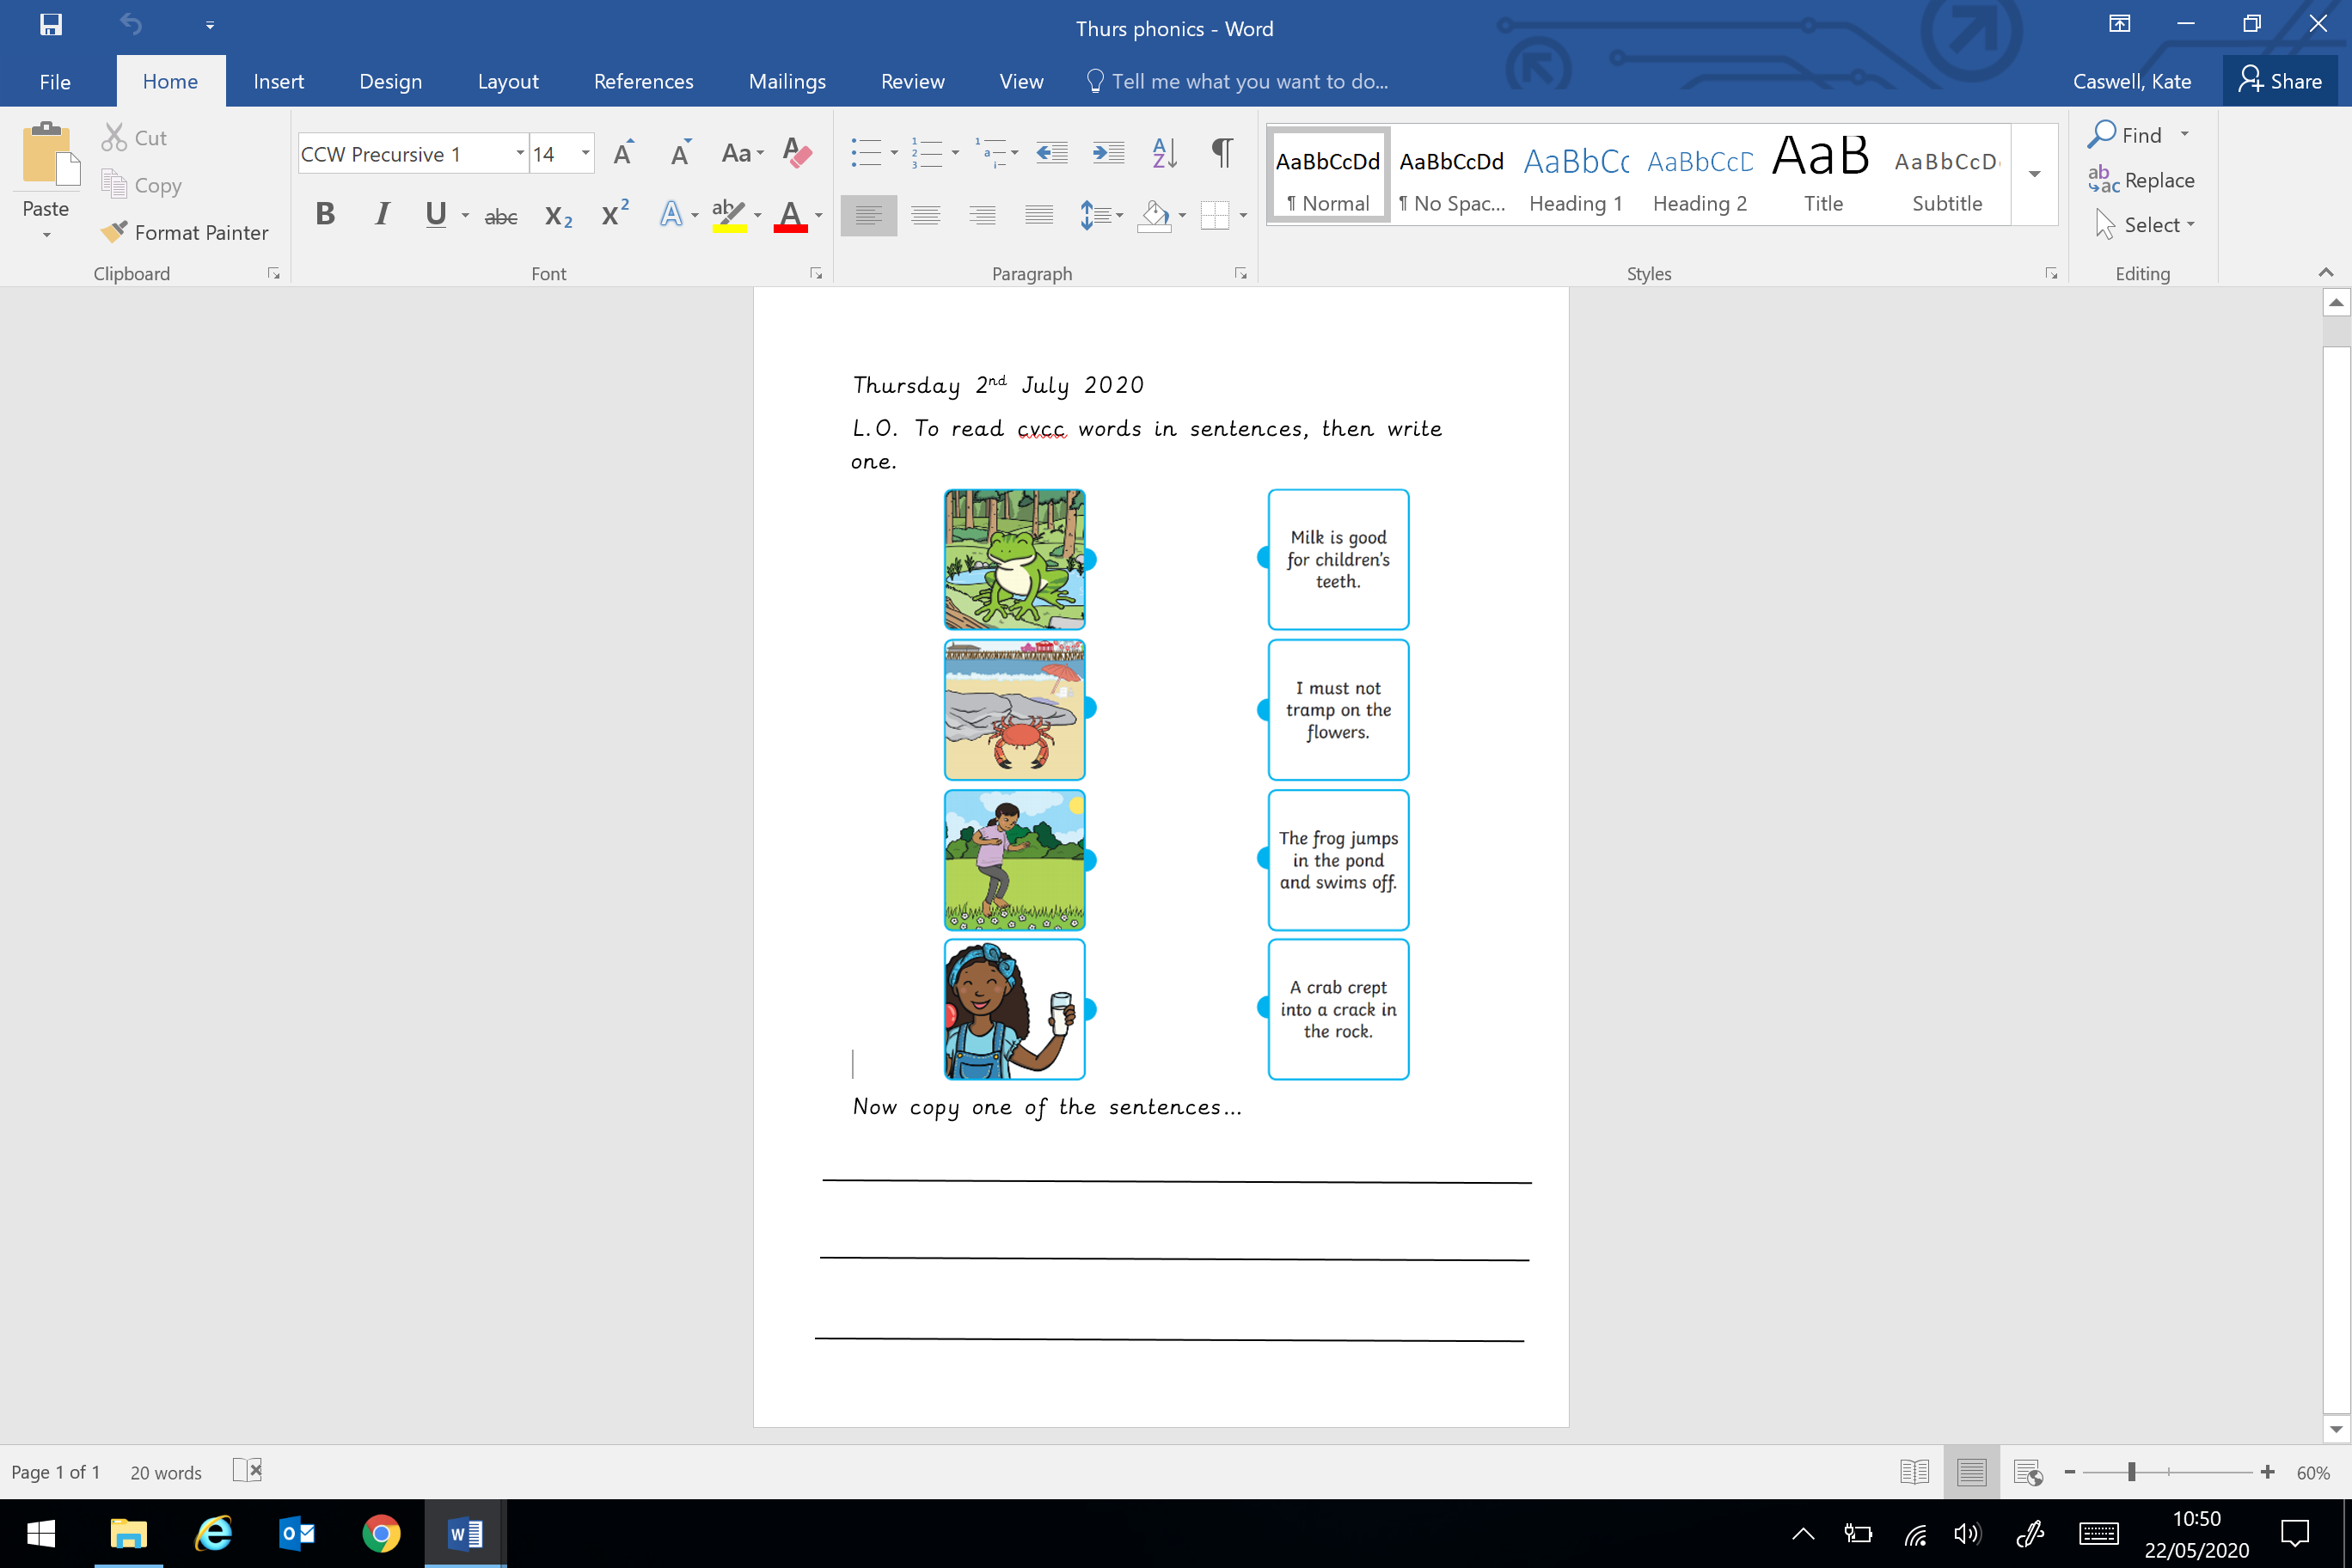 Thurs phonics - Word
File Home Insert Design Layout References Mailings Review View Tell me what you want to do... Caswell, Kate Share
Cut
Copy
Format Painter
Paste
Clipboard
CCW Precursive 1 14
Font
Paragraph
AaBbCcDd AaBbCcDd AaBbCc AaBbCcD AaB AaBbCcD
¶ Normal ¶ No Spac... Heading 1 Heading 2 Title Subtitle
Styles
Find
Replace
Select
Editing
Thursday 2nd July 2020
L.O. To read cvcc words in sentences, then write
one.
Milk is good
for children's
teeth.
I must not
tramp on the
flowers.
The frog jumps
in the pond
and swims off.
A crab crept
into a crack in
the rock.
Now copy one of the sentences...
Page 1 of 1 20 words 60%
10:50
22/05/2020